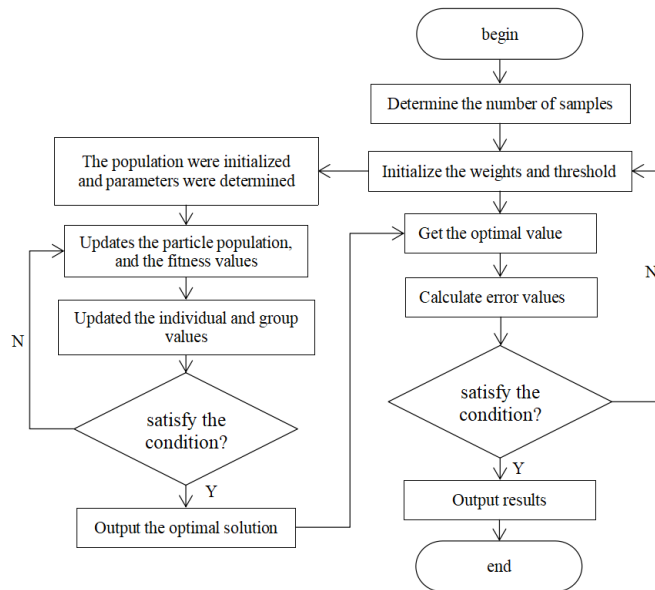 begin
Determine the number of samples
The population were initialized
and parameters were determined
Initialize the weights and threshold
Updates the particle population,
and the fitness values
Get the optimal value
Updated the individual and group
values
Calculate error values
N
N
satisfy the
condition?
satisfy the
condition?
Y
Y
Output the optimal solution
Output results
end